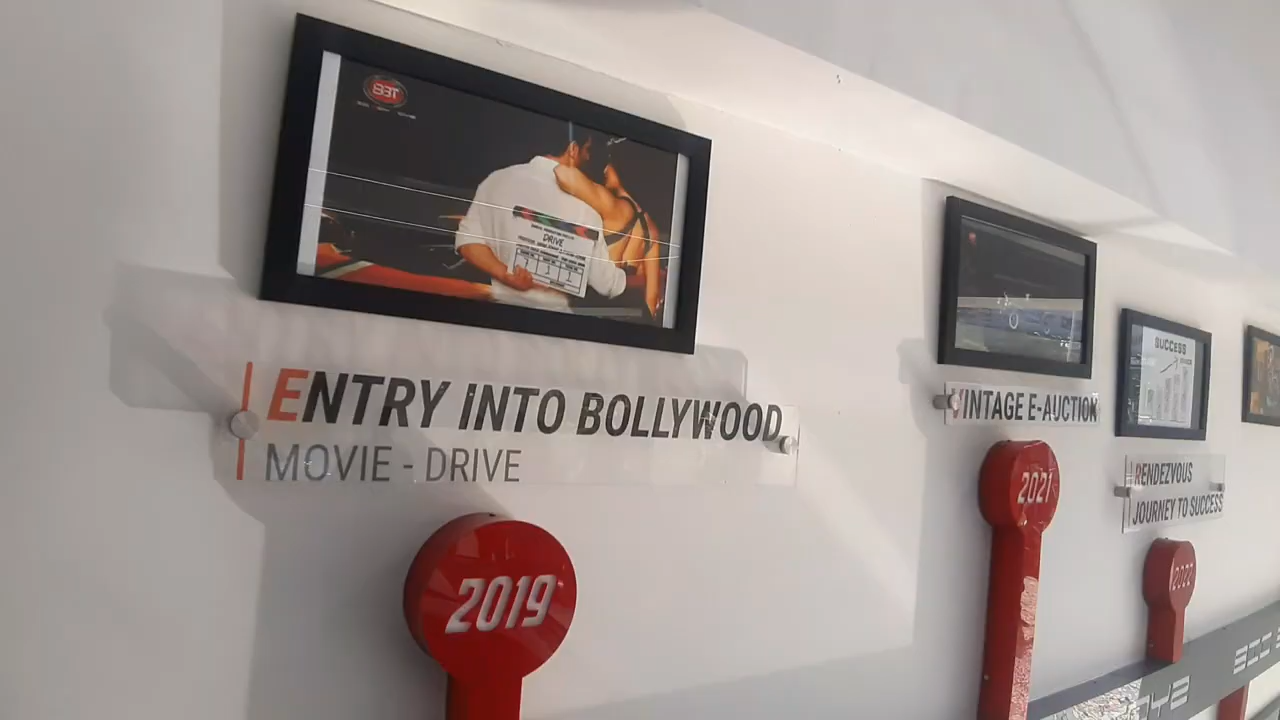 BBT
DRIVE
ENTRY INTO BOLLYWOOD
MOVIE - DRIVE
2019
VINTAGE E-AUCTION
2021
SUCCESS
RENDEZVOUS
JOURNEY TO SUCCESS
2022